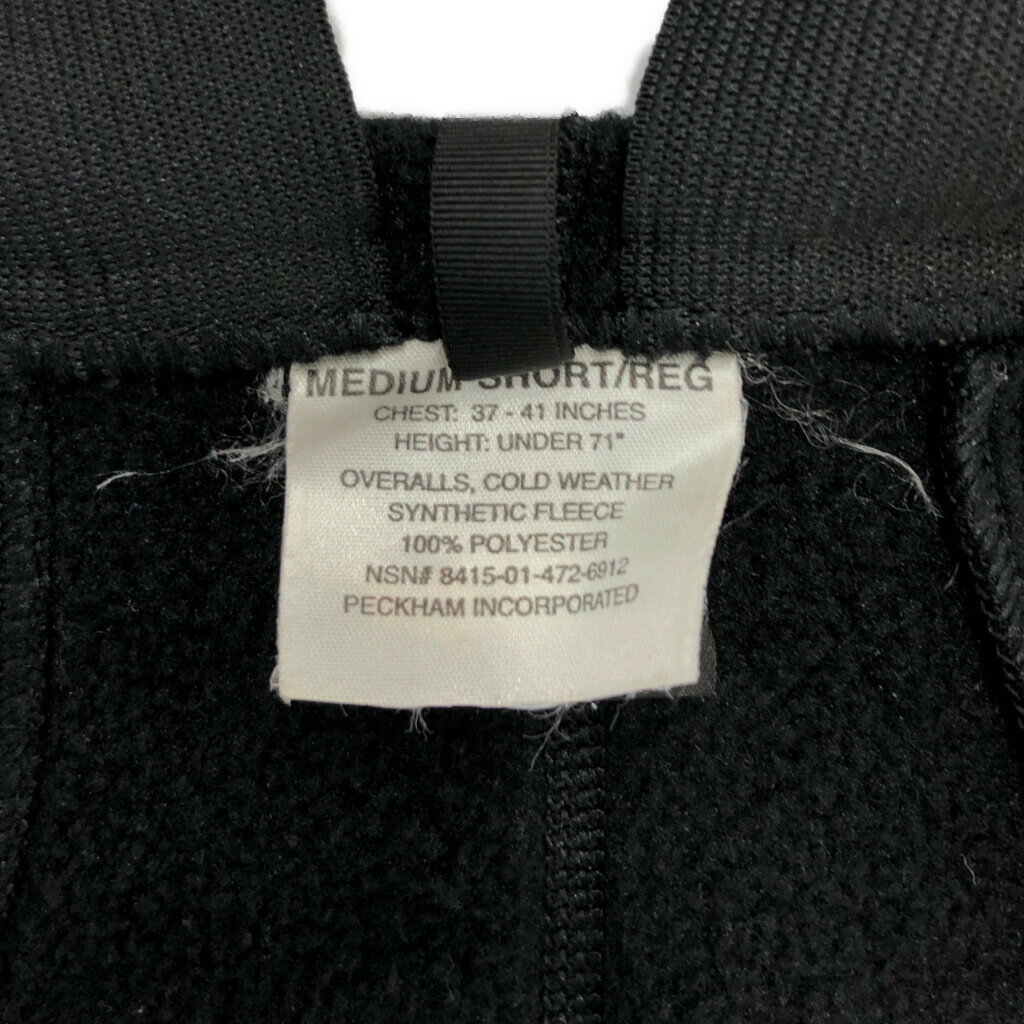 MEDIUM SHORT/REG
CHEST: 37 - 41 INCHES
HEIGHT: UNDER 71"
OVERALLS, COLD WEATHER
SYNTHETIC FLEECE
100% POLYESTER
NSN# 8415-01-472-6912
PECKHAM INCORPORATED